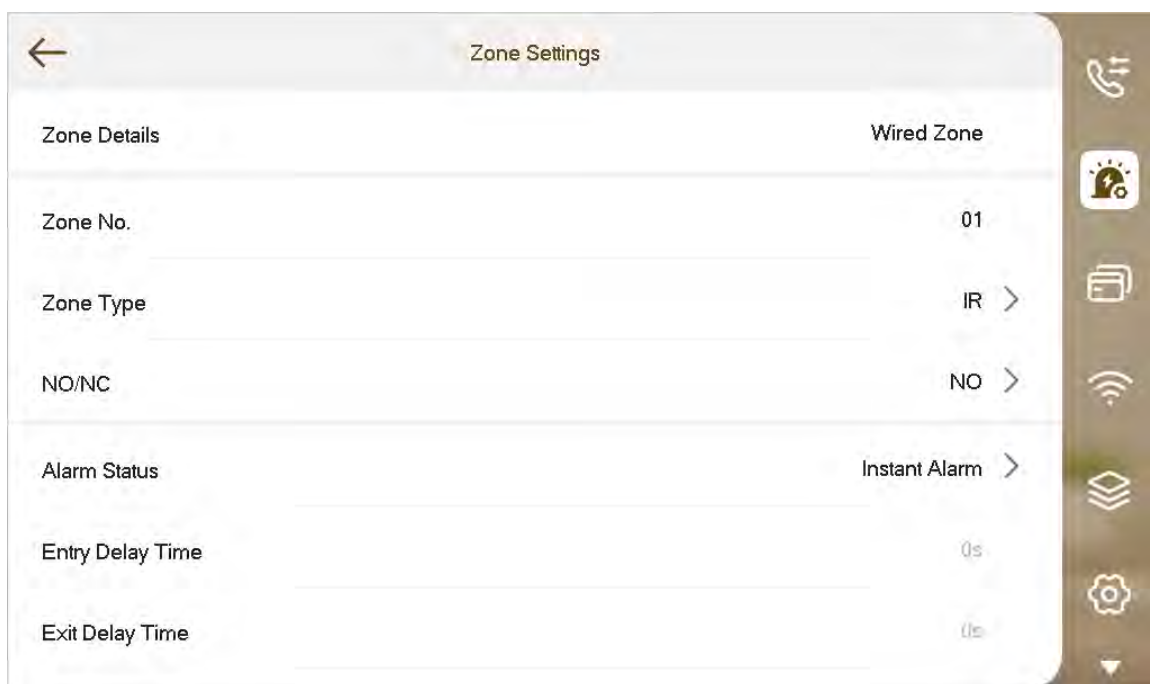 Zone Settings
Zone Details Wired Zone
Zone No. 01
Zone Type IR
NO/NC NO
Alarm Status Instant Alarm
Entry Delay Time 0s
Exit Delay Time 0s